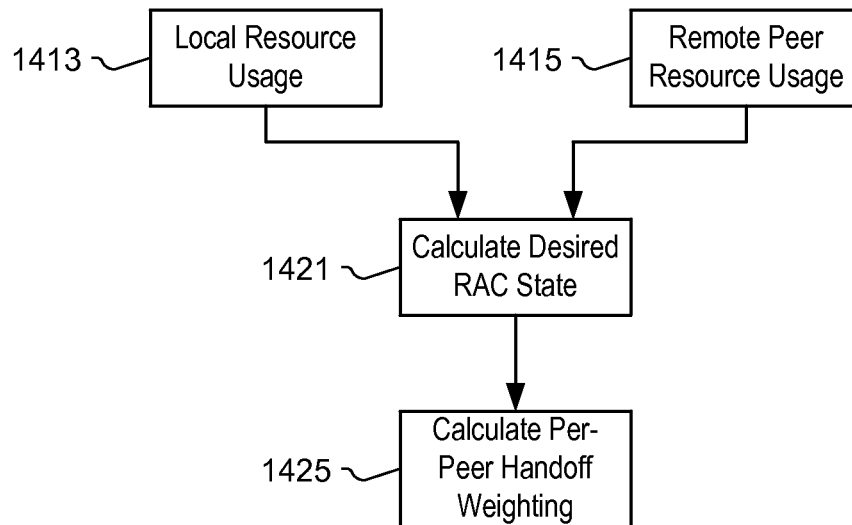 1413
Local Resource
Usage
1415
Remote Peer
Resource Usage
1421
Calculate Desired
RAC State
1425
Calculate Per-
Peer Handoff
Weighting